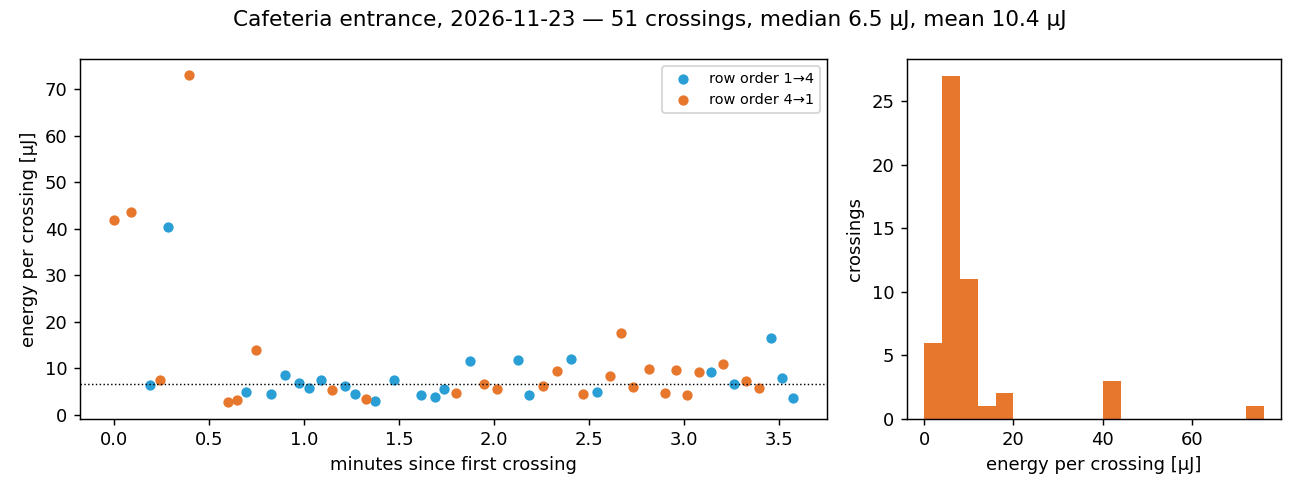 Cafeteria entrance, 2026-11-23 — 51 crossings, median 6.5 µJ, mean 10.4 µJ
energy per crossing [µJ]
70
60
50
40
30
20
10
0
row order 1→4
row order 4→1
0.0 0.5 1.0 1.5 2.0 2.5 3.0 3.5
minutes since first crossing
crossings
25
20
15
10
5
0
0 20 40 60
energy per crossing [µJ]